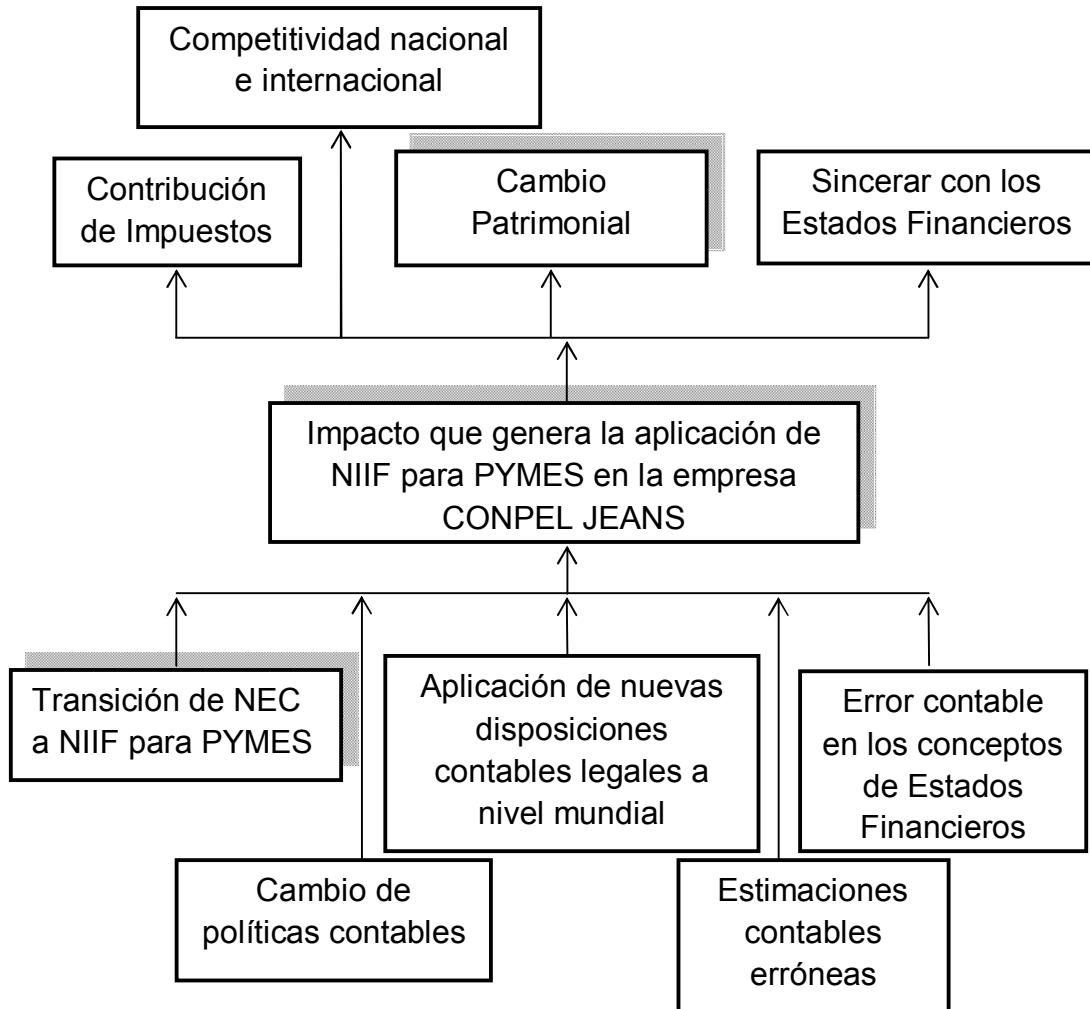 Competitividad nacional
e internacional
Contribución
de Impuestos
Cambio
Patrimonial
Sincerar con los
Estados Financieros
Impacto que genera la aplicación de
NIIF para PYMES en la empresa
CONPEL JEANS
Transición de NEC
a NIIF para PYMES
Aplicación de nuevas
disposiciones
contables legales a
nivel mundial
Error contable
en los conceptos
de Estados
Financieros
Cambio de
políticas contables
Estimaciones
contables
erróneas